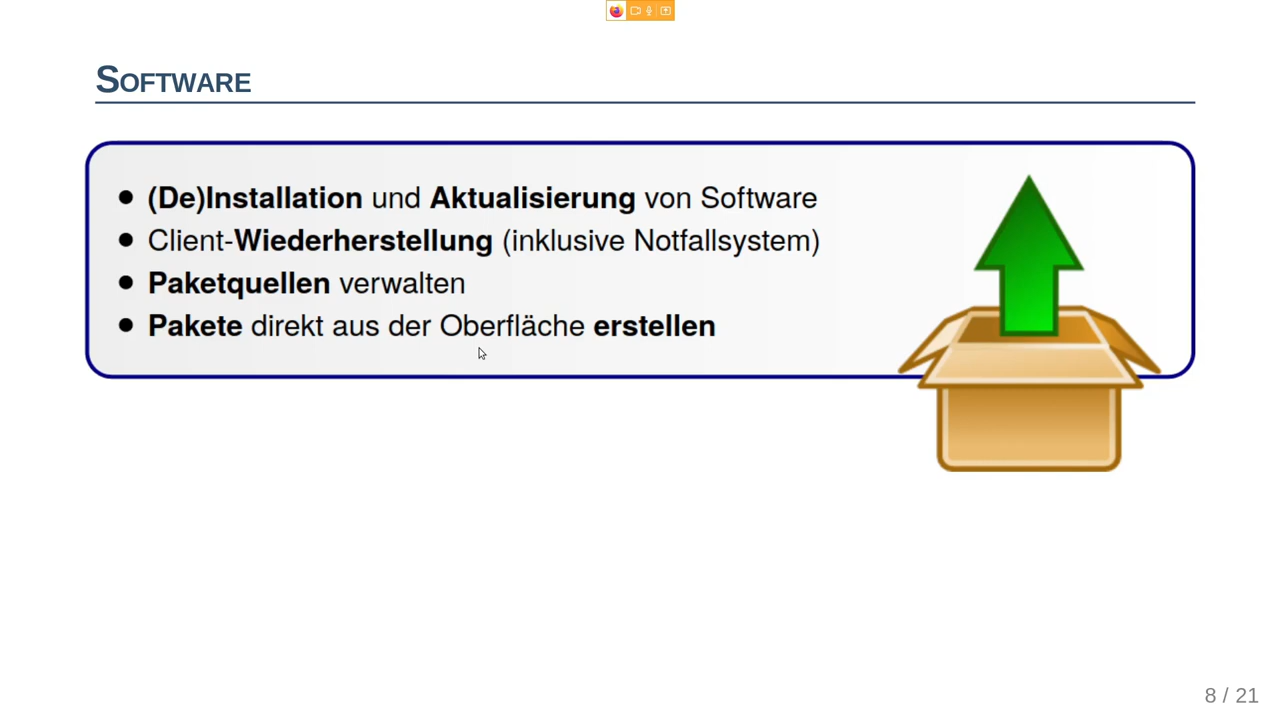 Software
(De)Installation und Aktualisierung von Software
Client-Wiederherstellung (inklusive Notfallsystem)
Paketquellen verwalten
Pakete direkt aus der Oberfläche erstellen
8 / 21